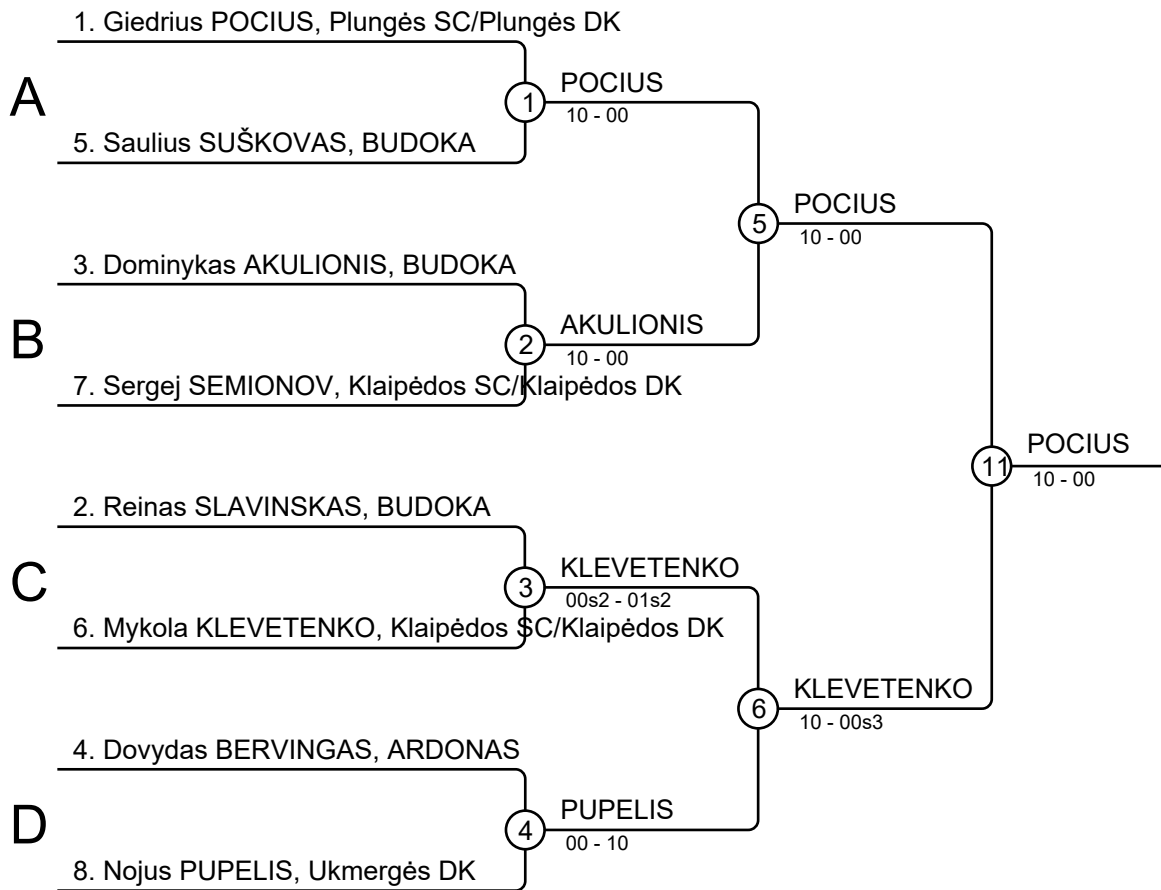 1. Giedrius POCIUS, Plungės SC/Plungės DK
A
1
POCIUS
10 - 00
5. Saulius SUŠKOVAS, BUDOKA
5
POCIUS
10 - 00
3. Dominykas AKULIONIS, BUDOKA
B
2
AKULIONIS
10 - 00
7. Sergej SEMIONOV, Klaipėdos SC/Klaipėdos DK
11
POCIUS
10 - 00
2. Reinas SLAVINSKAS, BUDOKA
C
3
KLEVETENKO
00s2 - 01s2
6. Mykola KLEVETENKO, Klaipėdos SC/Klaipėdos DK
6
KLEVETENKO
10 - 00s3
4. Dovydas BERVINGAS, ARDONAS
D
4
PUPELIS
00 - 10
8. Nojus PUPELIS, Ukmergės DK